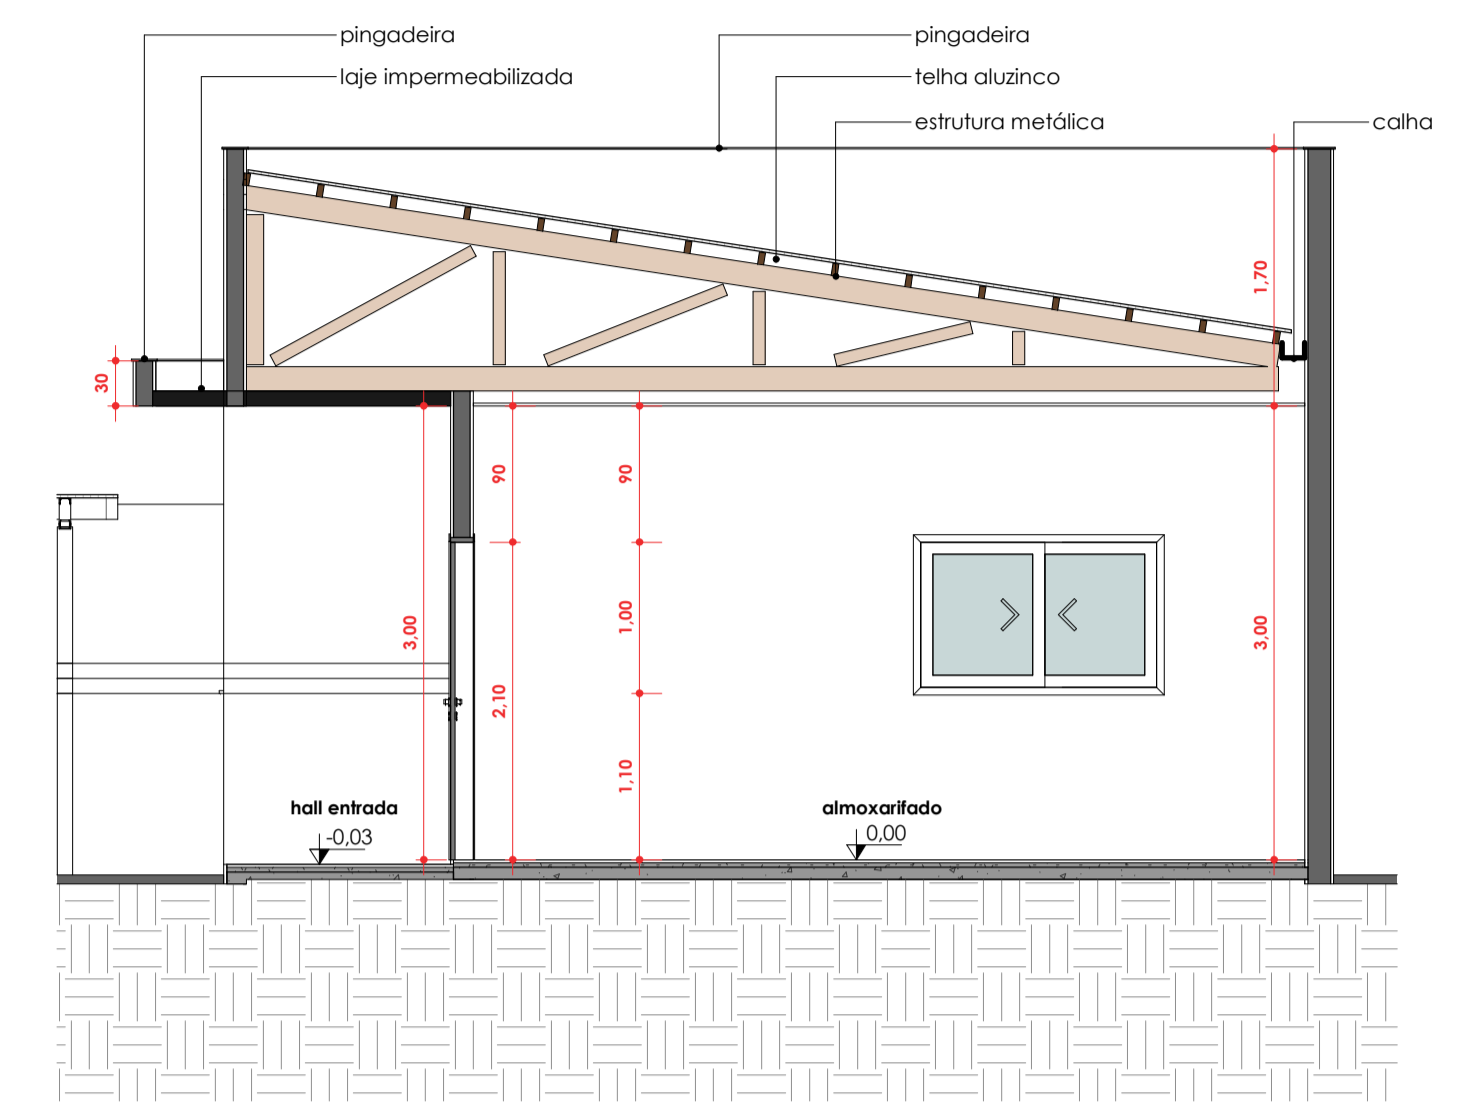 pingadeira
pingadeira
laje impermeabilizada
telha aluzinco
estrutura metálica
calha
1,70
30
90
90
3,00
2,10
1,00
1,10
3,00
hall entrada
-0,03
almoxarifado
0,00